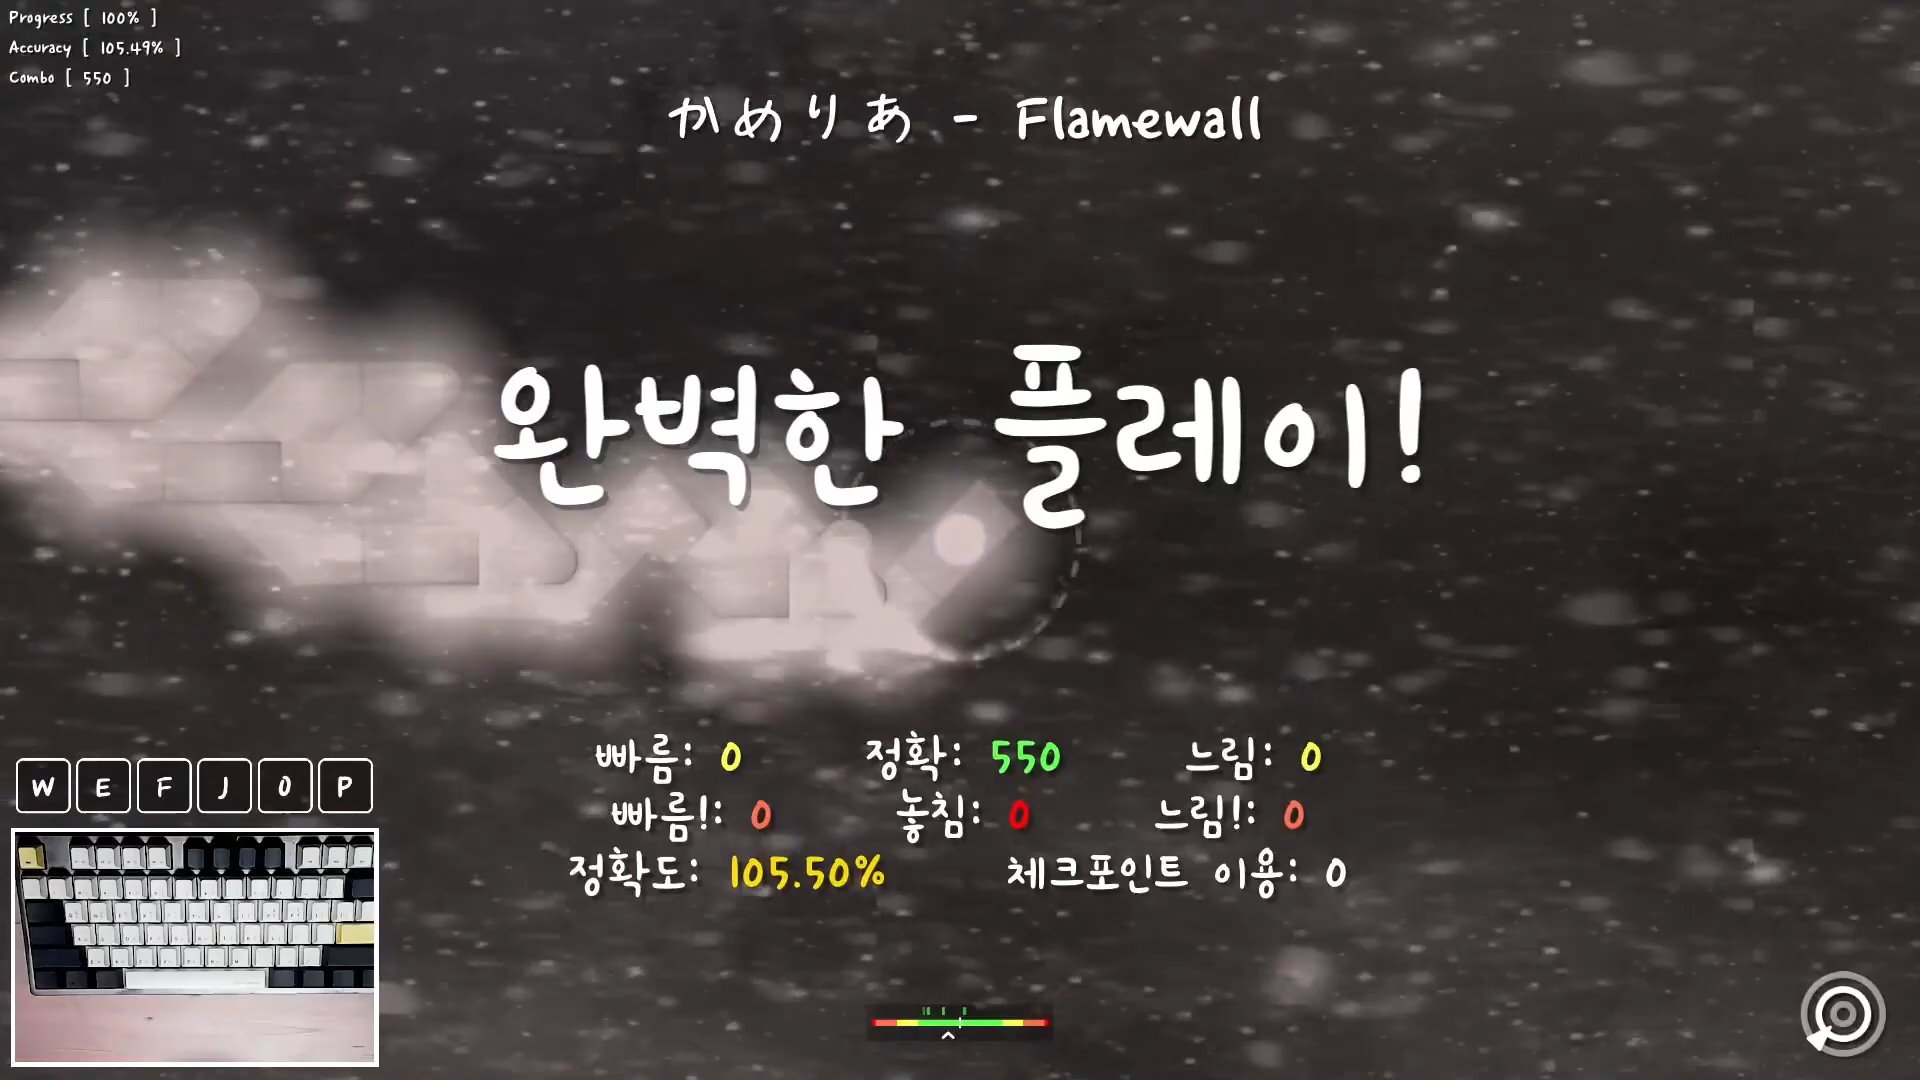 Progress [ 100% ]
Accuracy [ 105.49% ]
Combo [ 550 ]
かめりあ - Flamewall
완벽한 플레이!
빠름: 0 정확: 550 느림: 0
빠름!: 0 놓침: 0 느림!: 0
정확도: 105.50% 체크포인트 이용: 0
W E F J O P